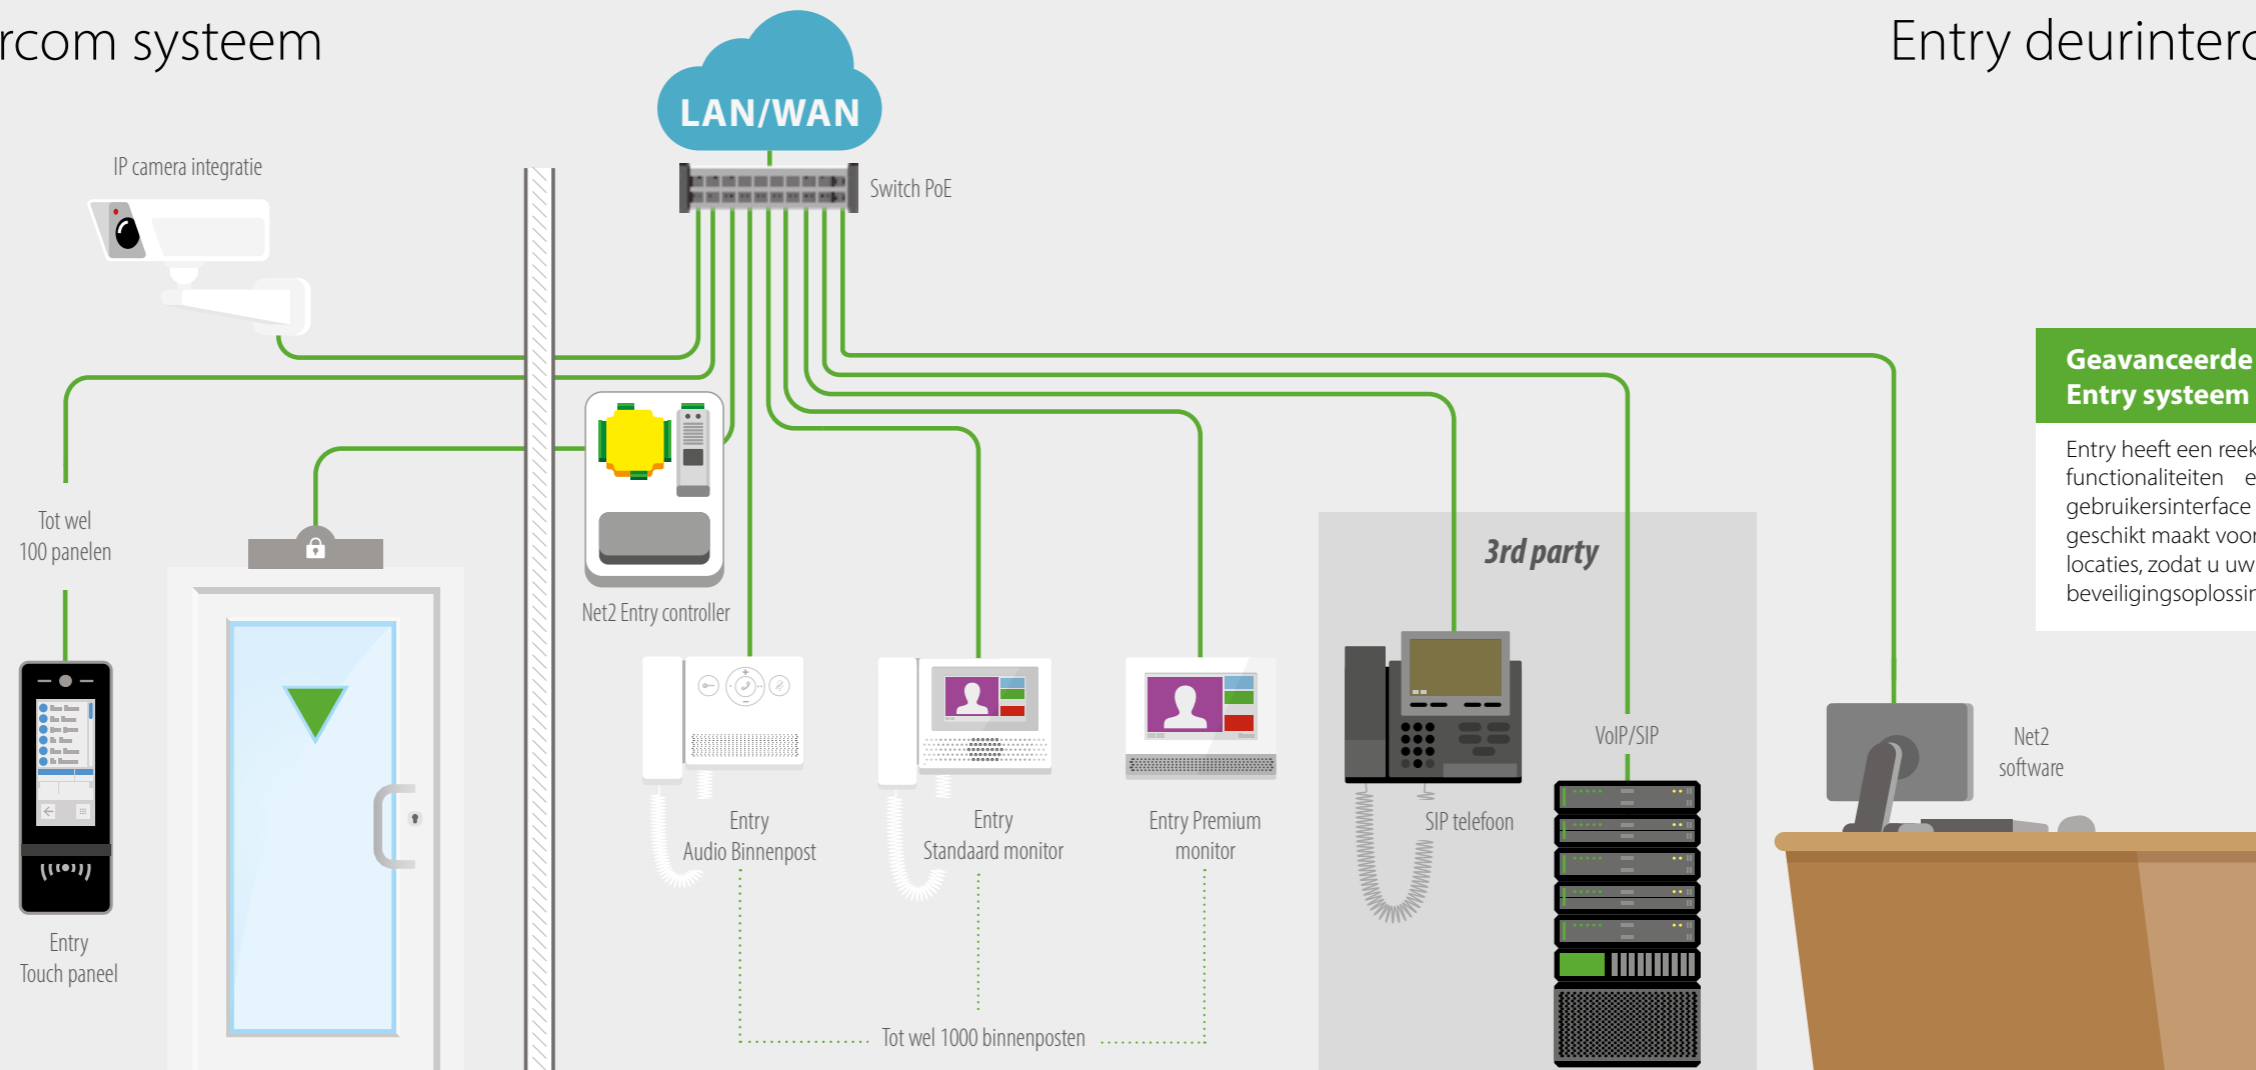 rcom systeem
Entry deurinterc
LAN/WAN
IP camera integratie
Switch PoE
Geavanceerde
Entry systeem
Entry heeft een reek
functionaliteiten e
gebruikersinterface
geschikt maakt voor
locaties, zodat u uw
beveiligingsoplossin
Tot wel
100 panelen
3rd party
Net2 Entry controller
VoIP/SIP
Net2
software
Entry
Audio Binnenpost
Entry
Standaard monitor
Entry Premium
monitor
SIP telefoon
Entry
Touch paneel
Tot wel 1000 binnenposten